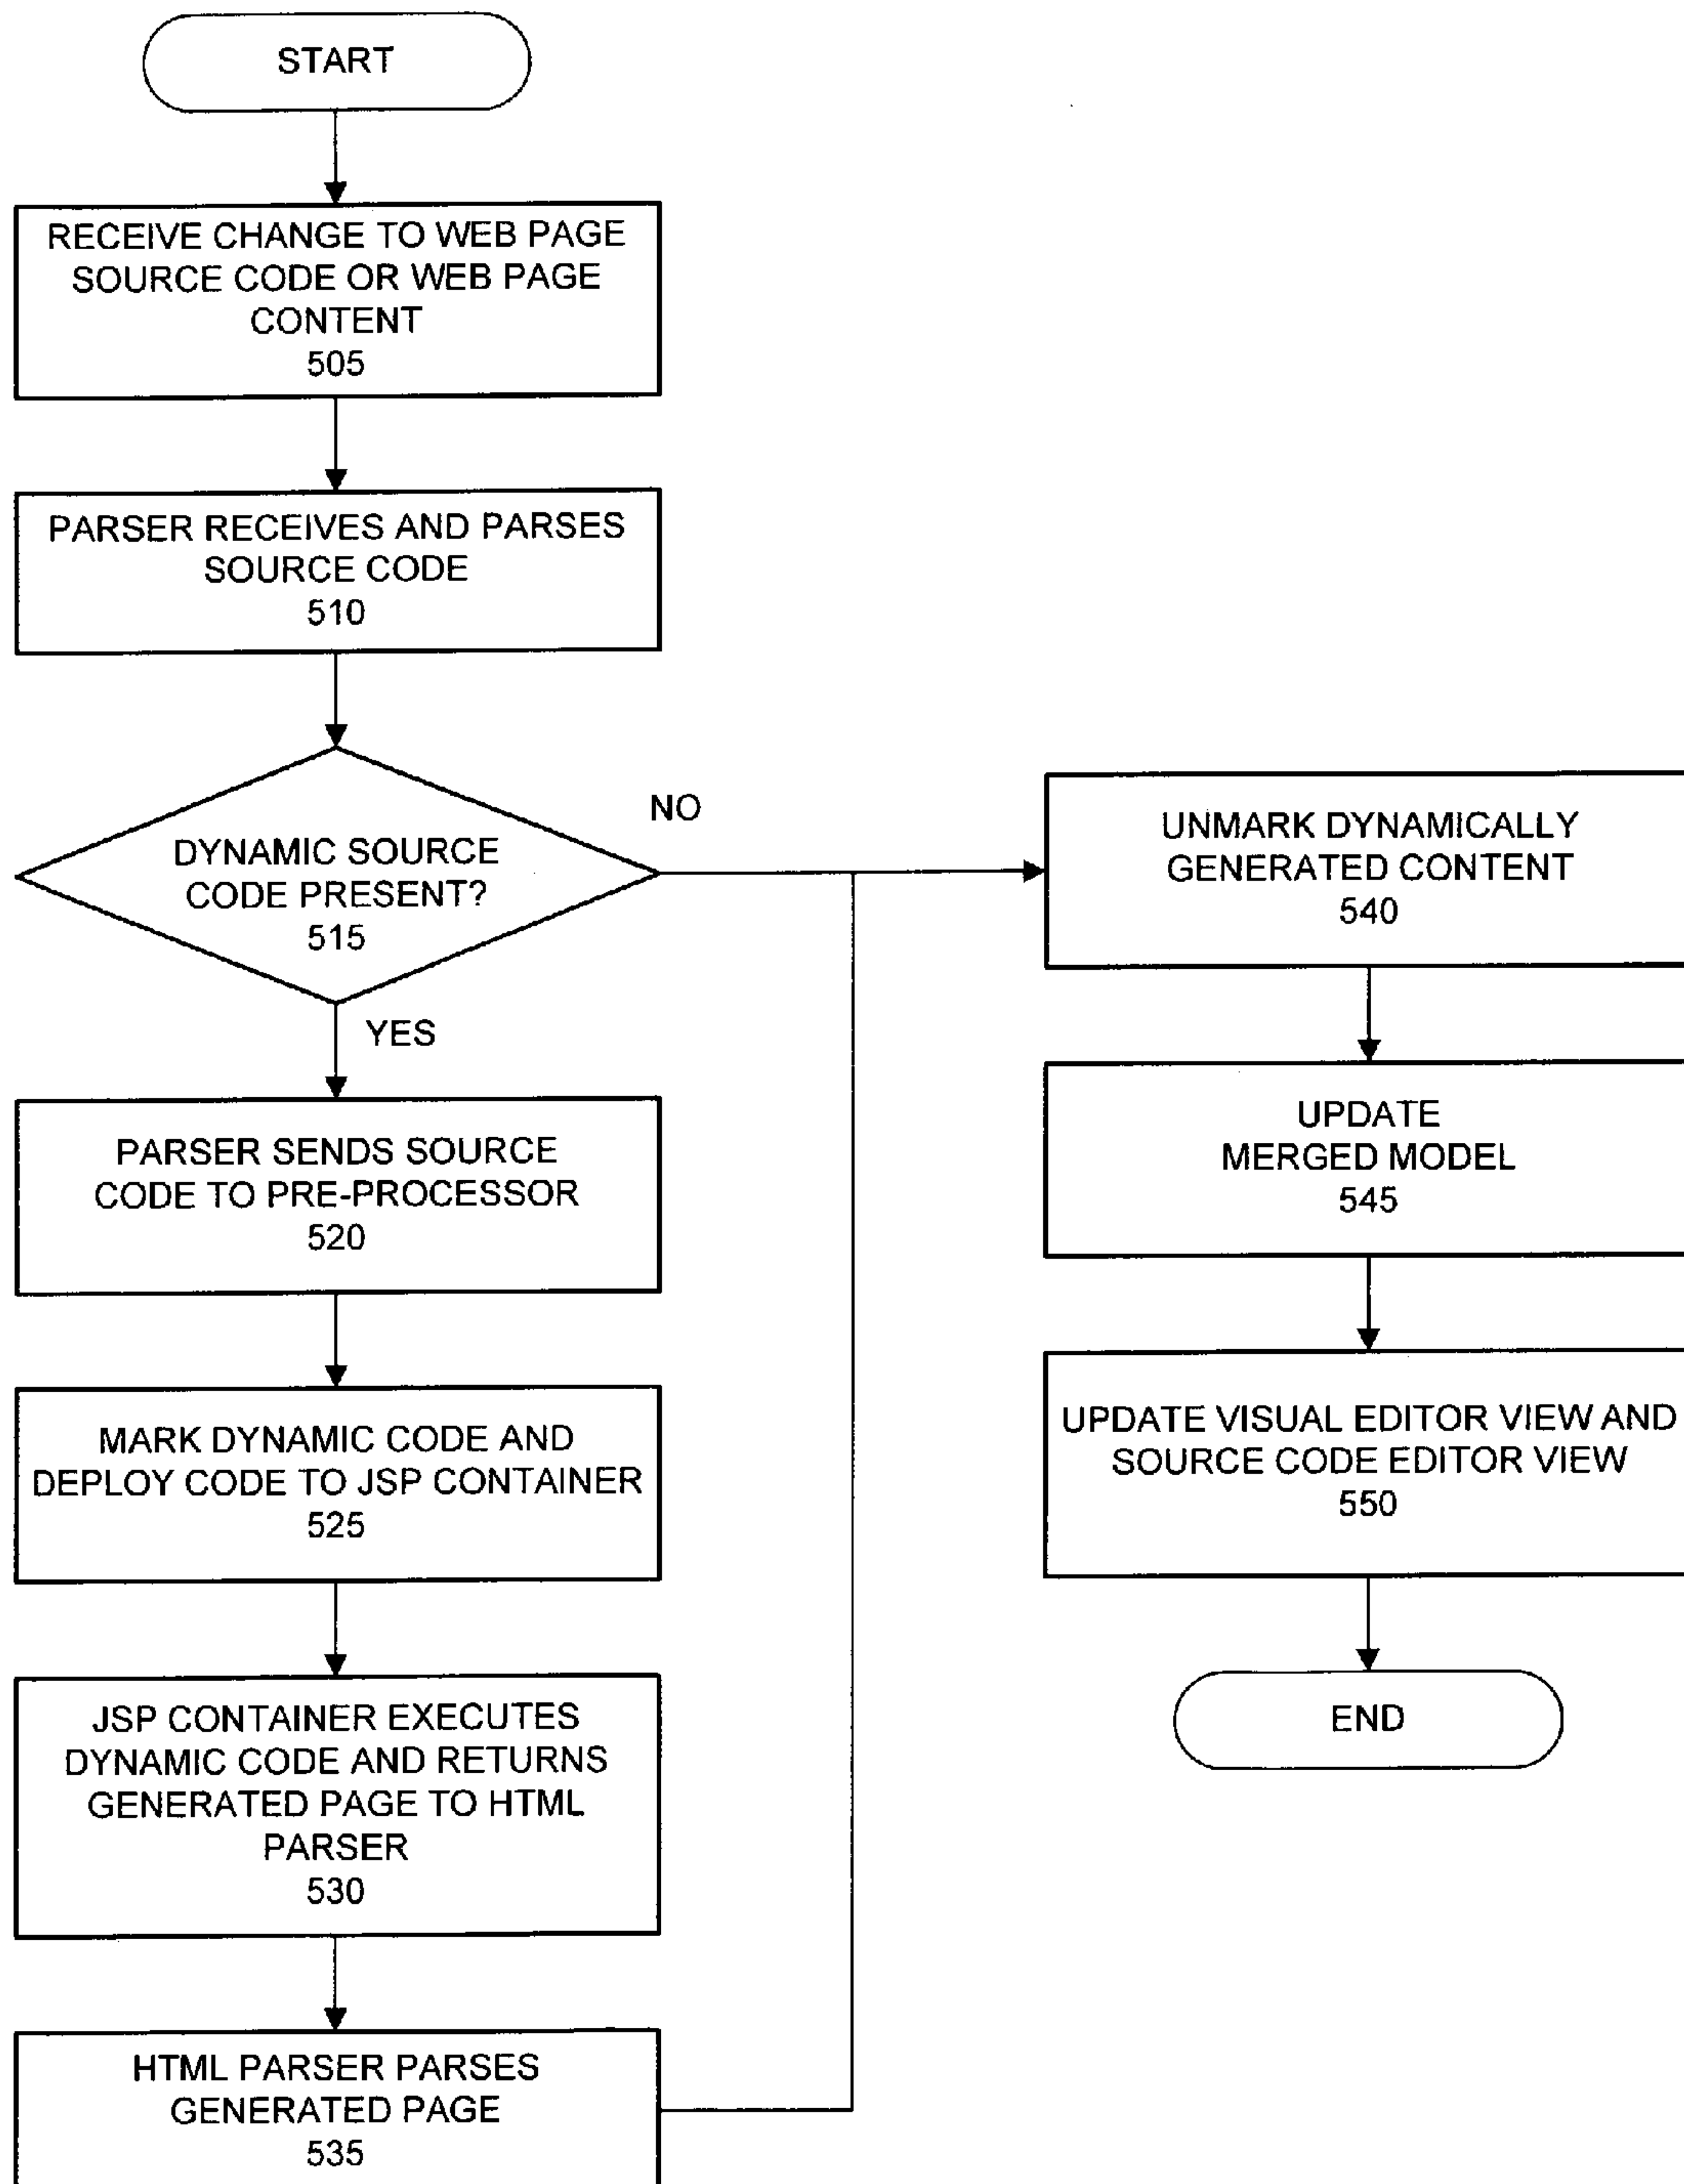 START
RECEIVE CHANGE TO WEB PAGE
SOURCE CODE OR WEB PAGE
CONTENT
505
PARSER RECEIVES AND PARSES
SOURCE CODE
510
DYNAMIC SOURCE
CODE PRESENT?
515
NO
YES
PARSER SENDS SOURCE
CODE TO PRE-PROCESSOR
520
MARK DYNAMIC CODE AND
DEPLOY CODE TO JSP CONTAINER
525
JSP CONTAINER EXECUTES
DYNAMIC CODE AND RETURNS
GENERATED PAGE TO HTML
PARSER
530
HTML PARSER PARSES
GENERATED PAGE
535
UNMARK DYNAMICALLY
GENERATED CONTENT
540
UPDATE
MERGED MODEL
545
UPDATE VISUAL EDITOR VIEW AND
SOURCE CODE EDITOR VIEW
550
END